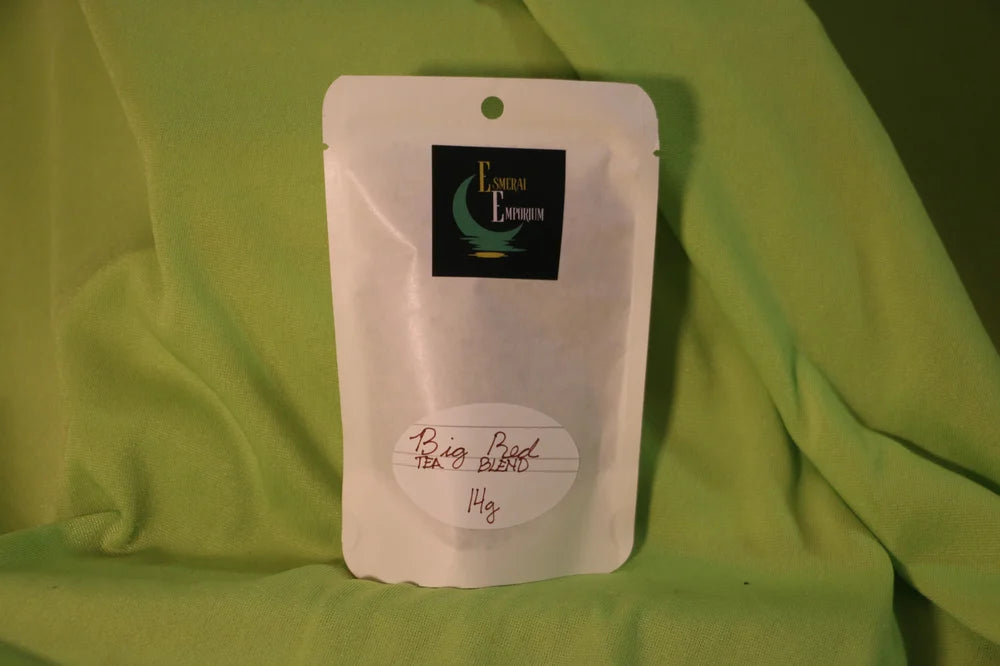 Esmerai
Emporium
Big Red
TEA BLEND
14g